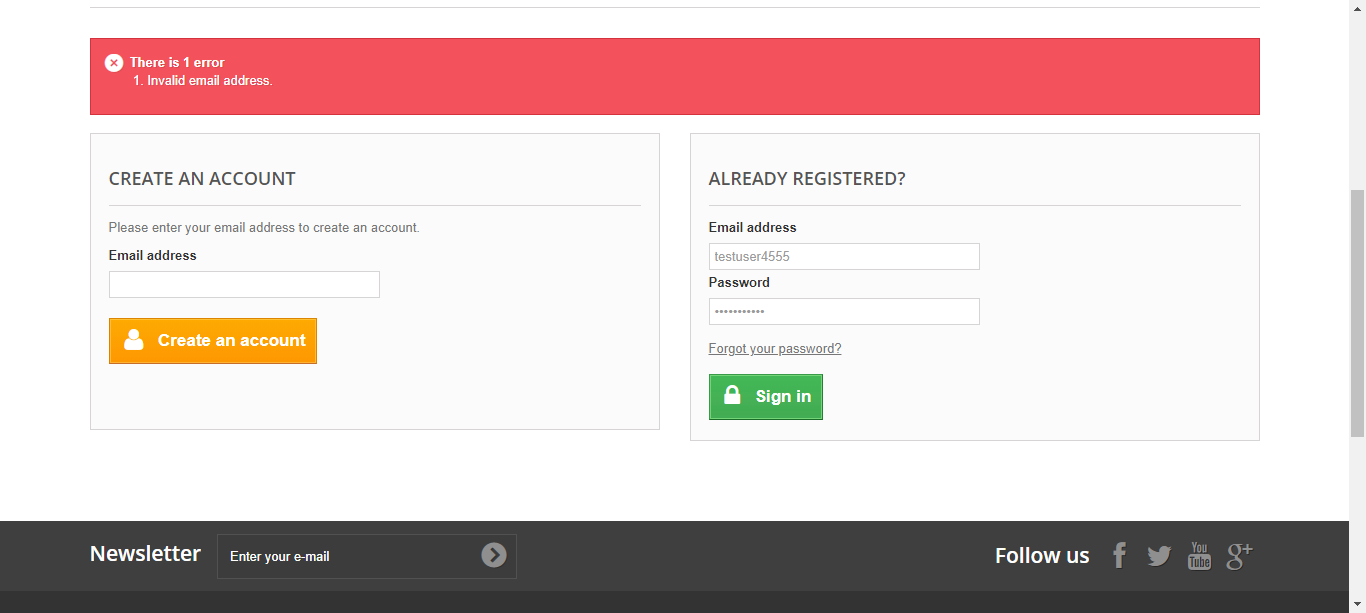 There is 1 error
1. Invalid email address.
CREATE AN ACCOUNT
Please enter your email address to create an account.
Email address
Create an account
ALREADY REGISTERED?
Email address
testuser4555
Password
•••••••••••
Forgot your password?
Sign in
Newsletter
Enter your e-mail
Follow us
You
Tube
g+